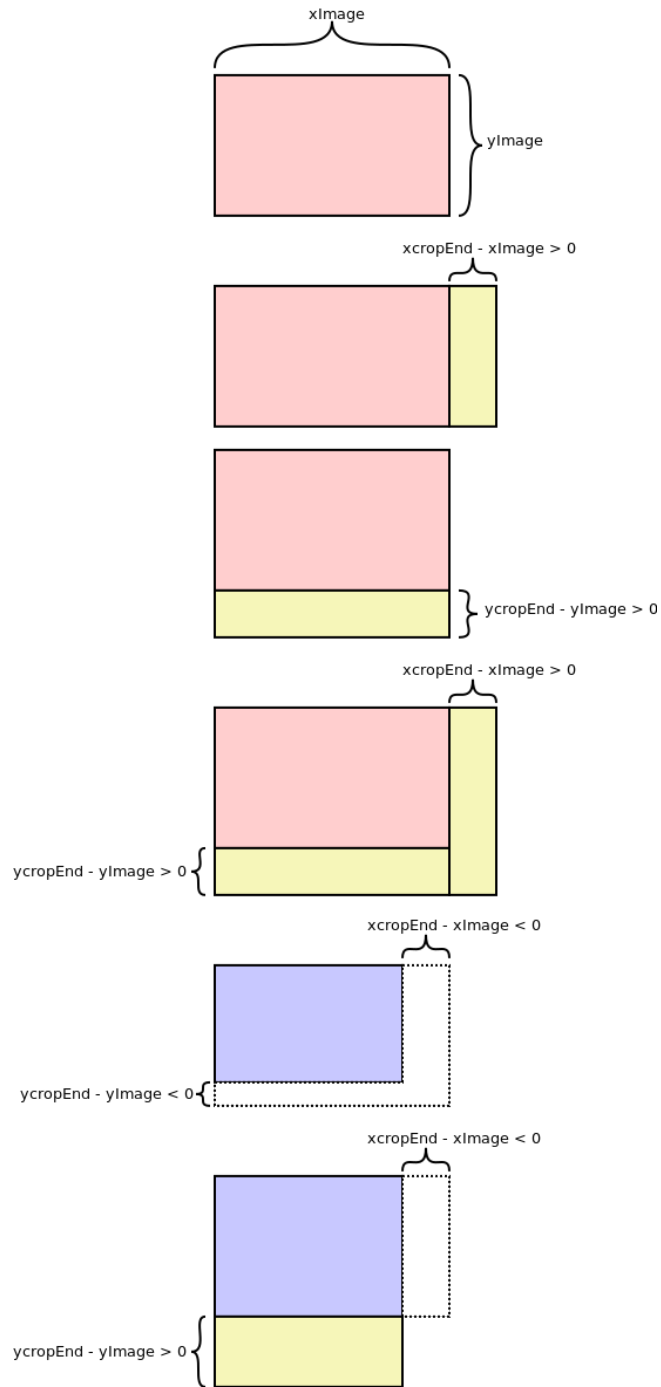 xImage
yImage
xcropEnd - xImage > 0
ycropEnd - yImage > 0
xcropEnd - xImage > 0
ycropEnd - yImage > 0
xcropEnd - xImage < 0
ycropEnd - yImage < 0
xcropEnd - xImage < 0
ycropEnd - yImage > 0